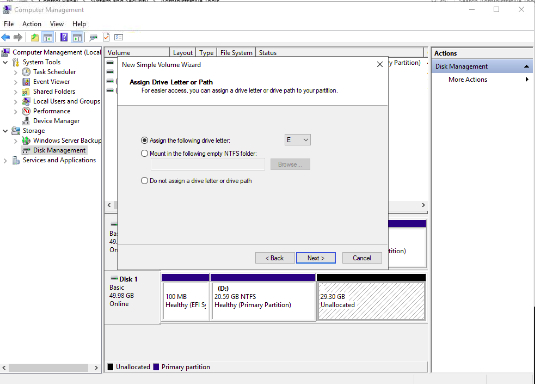 Computer Management
File Action View Help
Computer Management (Local
System Tools
Task Scheduler
Event Viewer
Shared Folders
Local Users and Groups
Performance
Device Manager
Storage
Windows Server Backup
Disk Management
Services and Applications
Volume Layout Type File System Status
Partition)
New Simple Volume Wizard
Assign Drive Letter or Path
For easier access, you can assign a drive letter or drive path to your partition.
Assign the following drive letter:
E
Mount in the following empty NTFS folder:
Browse...
Do not assign a drive letter or drive path
< Back Next > Cancel
Ba
49.
On
tition)
Disk 1
Basic
49.98 GB
Online
100 MB
Healthy (EFI Sy
(D:)
20.59 GB NTFS
Healthy (Primary Partition)
29.30 GB
Unallocated
Unallocated Primary partition
Actions
Disk Management
More Actions